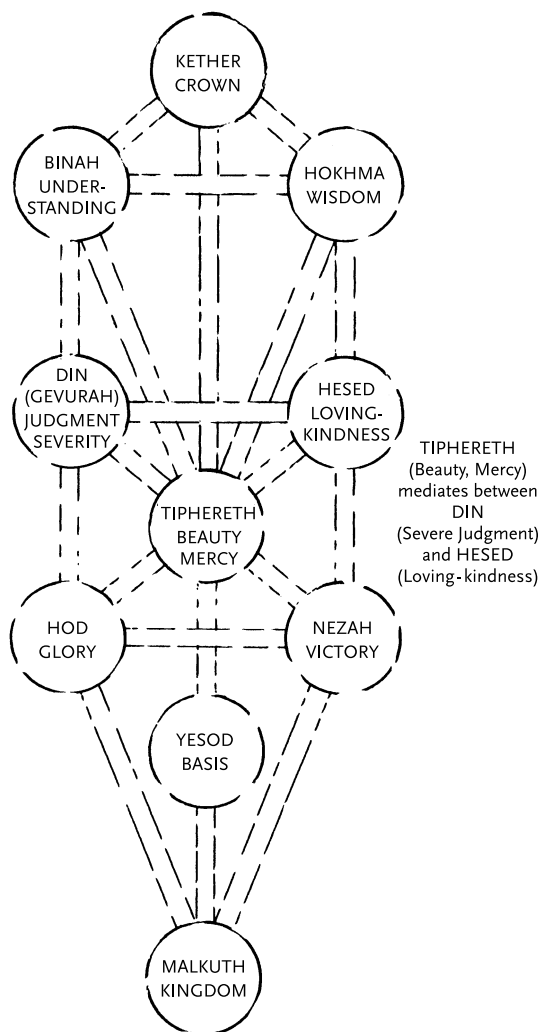 KETHER
CROWN
BINAH
UNDER-
STANDING
HOKHMA
WISDOM
DIN
(GEVURAH)
JUDGMENT
SEVERITY
HESED
LOVING-
KINDNESS
TIPHERETH
(Beauty, Mercy)
mediates between
DIN
(Severe Judgment)
and HESED
(Loving-kindness)
TIPHERETH
BEAUTY
MERCY
HOD
GLORY
NEZAH
VICTORY
YESOD
BASIS
MALKUTH
KINGDOM